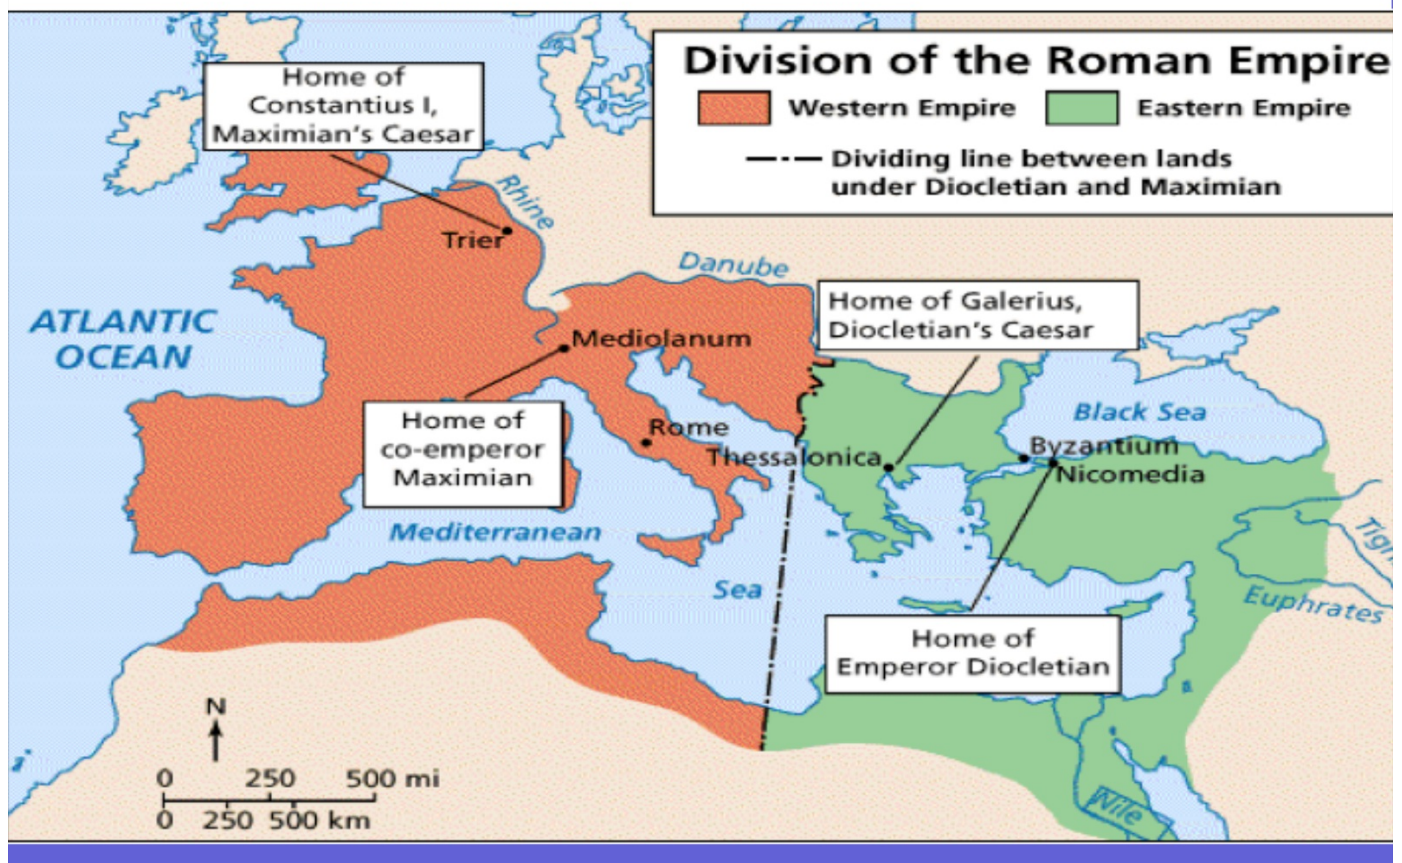 Division of the Roman Empire
Western Empire
Eastern Empire
Dividing line between lands
under Diocletian and Maximian
Home of
Constantius I,
Maximian's Caesar
Rhine
Trier
Danube
Home of Galerius,
Diocletian's Caesar
ATLANTIC
OCEAN
Mediolanum
Home of
co-emperor
Maximian
Rome
Thessalonica
Black Sea
Byzantium
Nicomedia
Mediterranean
Sea
Tigri
Euphrates
Home of
Emperor Diocletian
N
0 250 500 mi
0 250 500 km
Nile